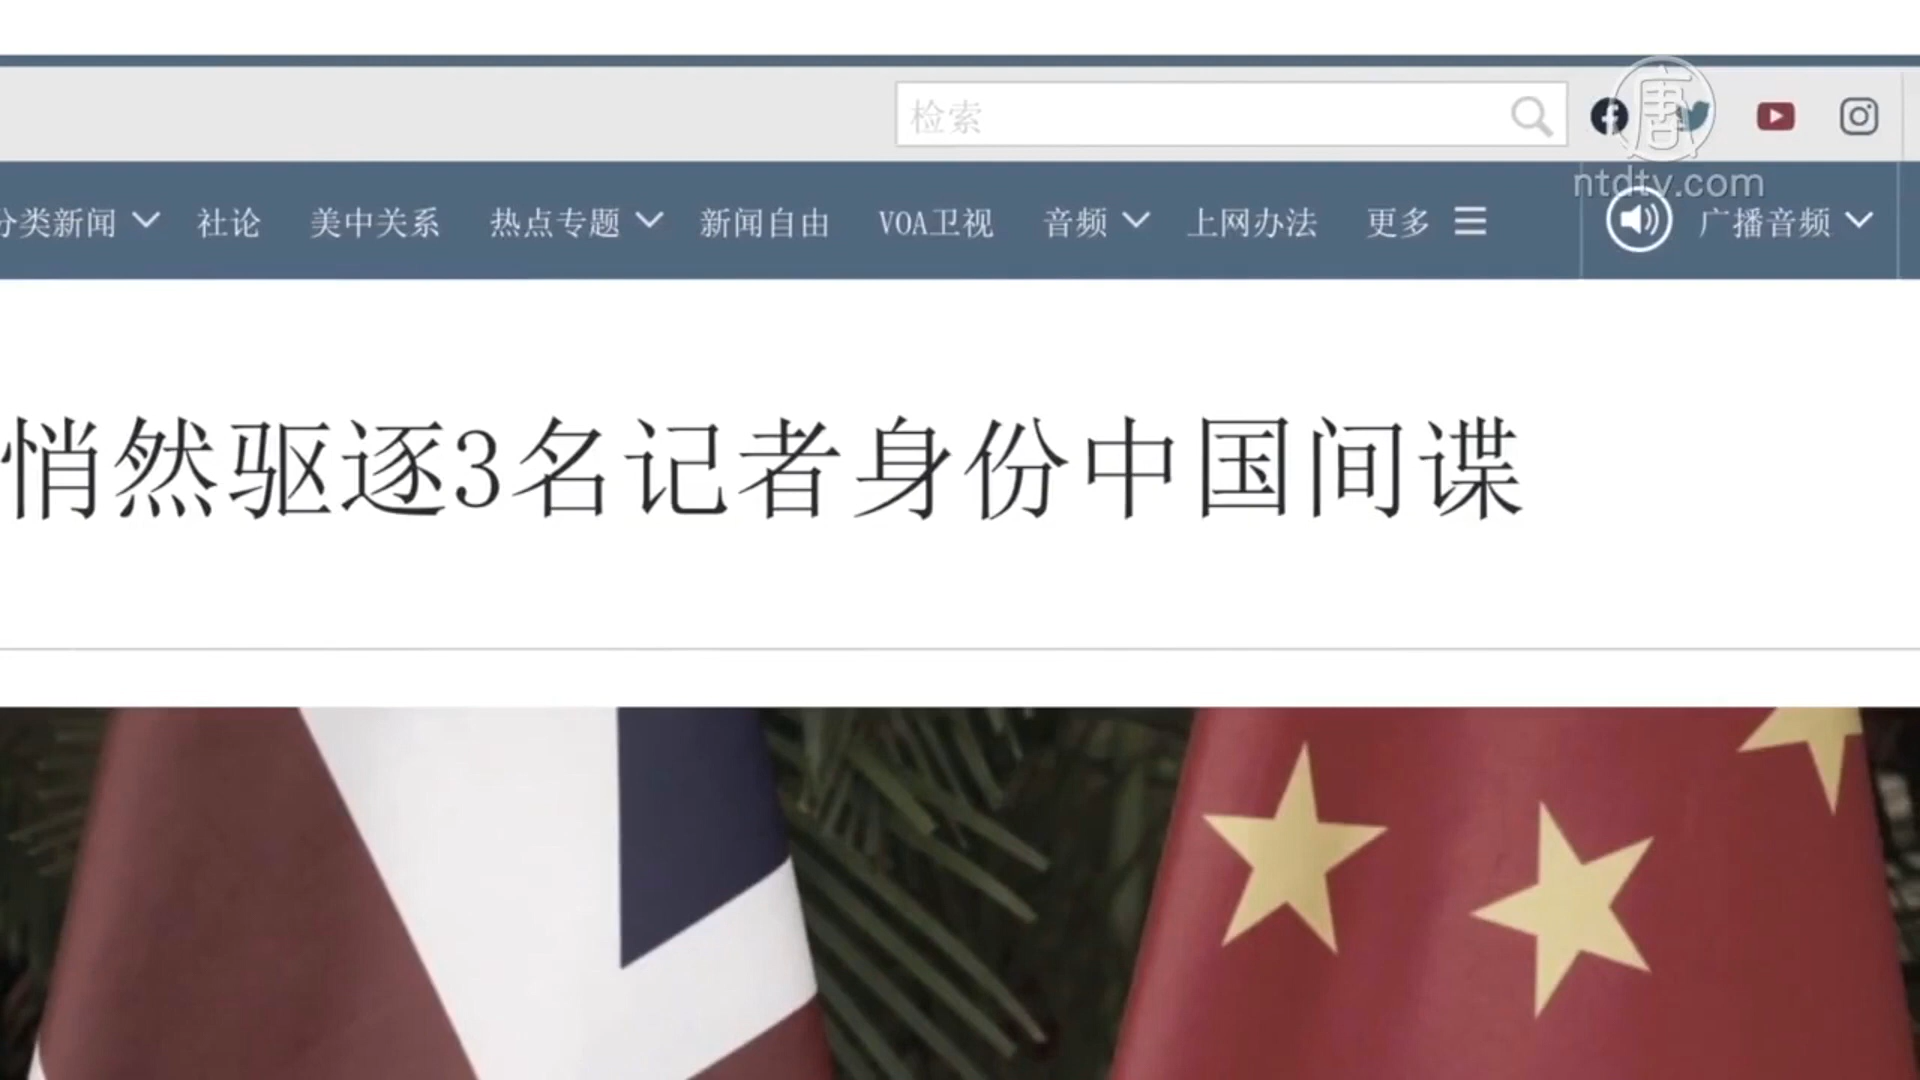 检索
唐
ntdtv.com
分类新闻 社论 美中关系 热点专题 新闻自由 VOA卫视 音频 上网办法 更多 广播音频
悄然驱逐3名记者身份中国间谍